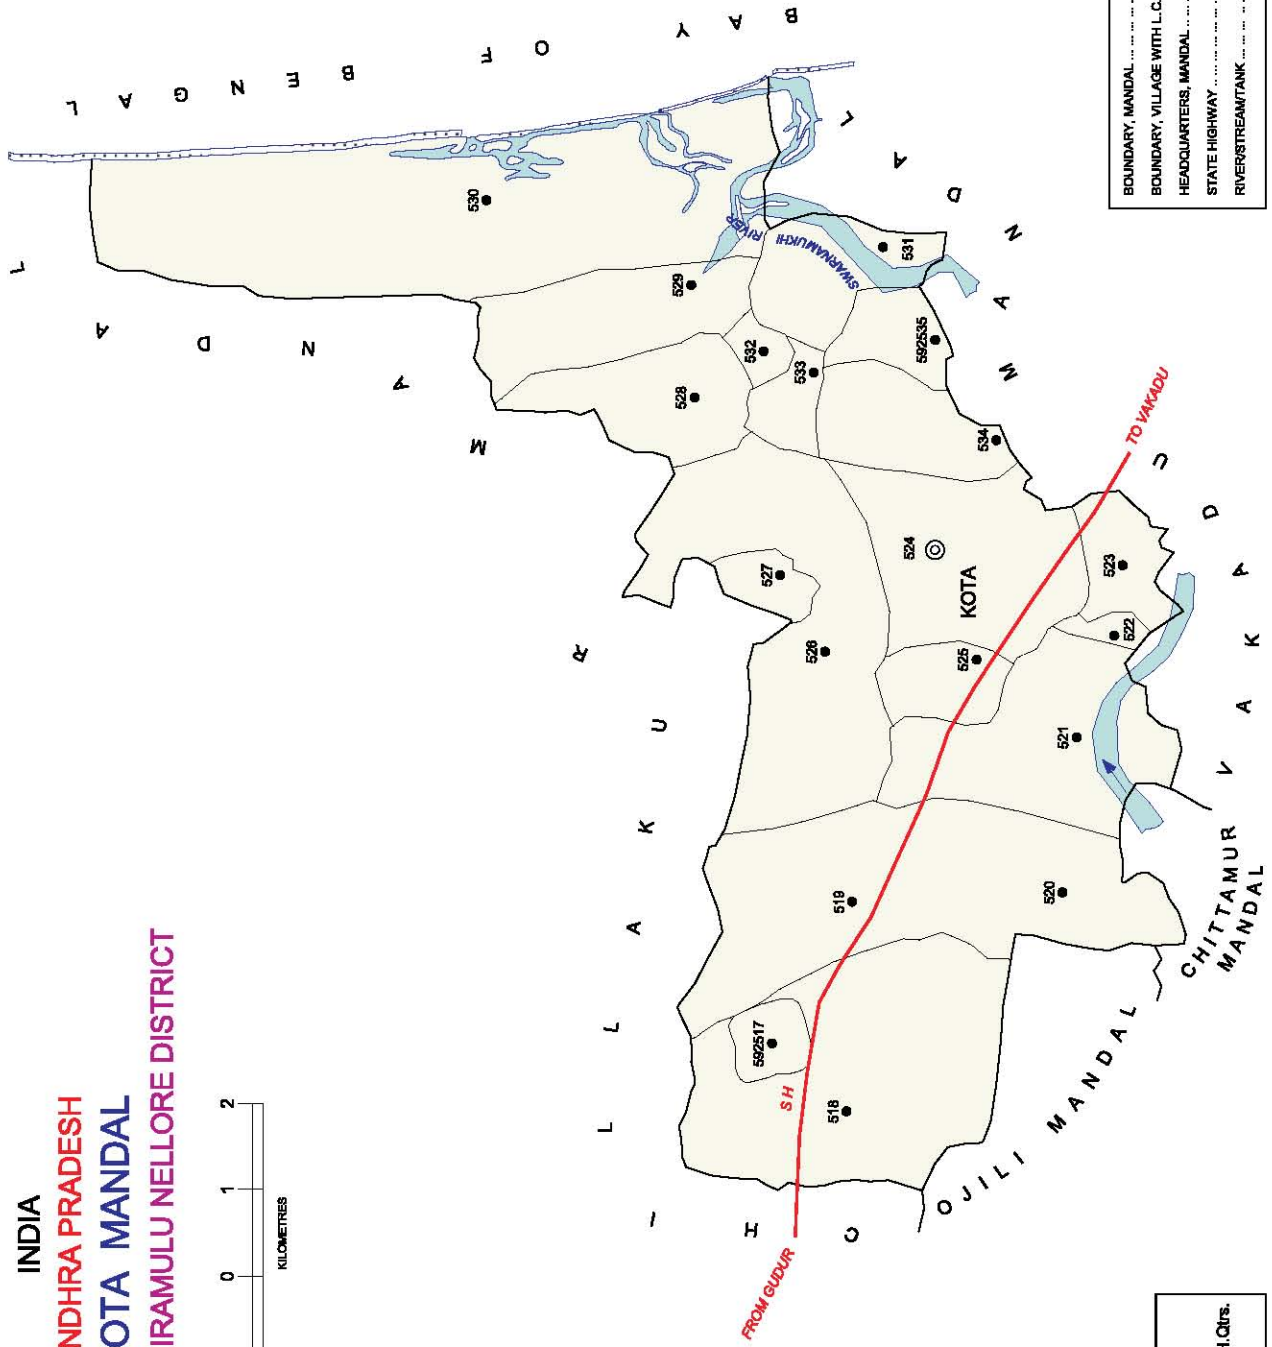 INDIA
NDHRA PRADESH
OTA MANDAL
IRAMULU NELLORE DISTRICT
0 1 2
KILOMETRES
BAY OF BENGAL
CHILLAKUR MANDAL
VAKADU MANDAL
CHITTAMUR
MANDAL
OJILI MANDAL
FROM GUDUR
SH
TO VAKADU
SWARNAMUKHI RIVER
KOTA
592517
518
519
520
521
522
523
524
525
526
527
528
529
530
531
532
533
534
592535
BOUNDARY, MANDAL
BOUNDARY, VILLAGE WITH L.C.
HEADQUARTERS, MANDAL
STATE HIGHWAY
RIVER/STREAM/TANK
H.Qtrs.